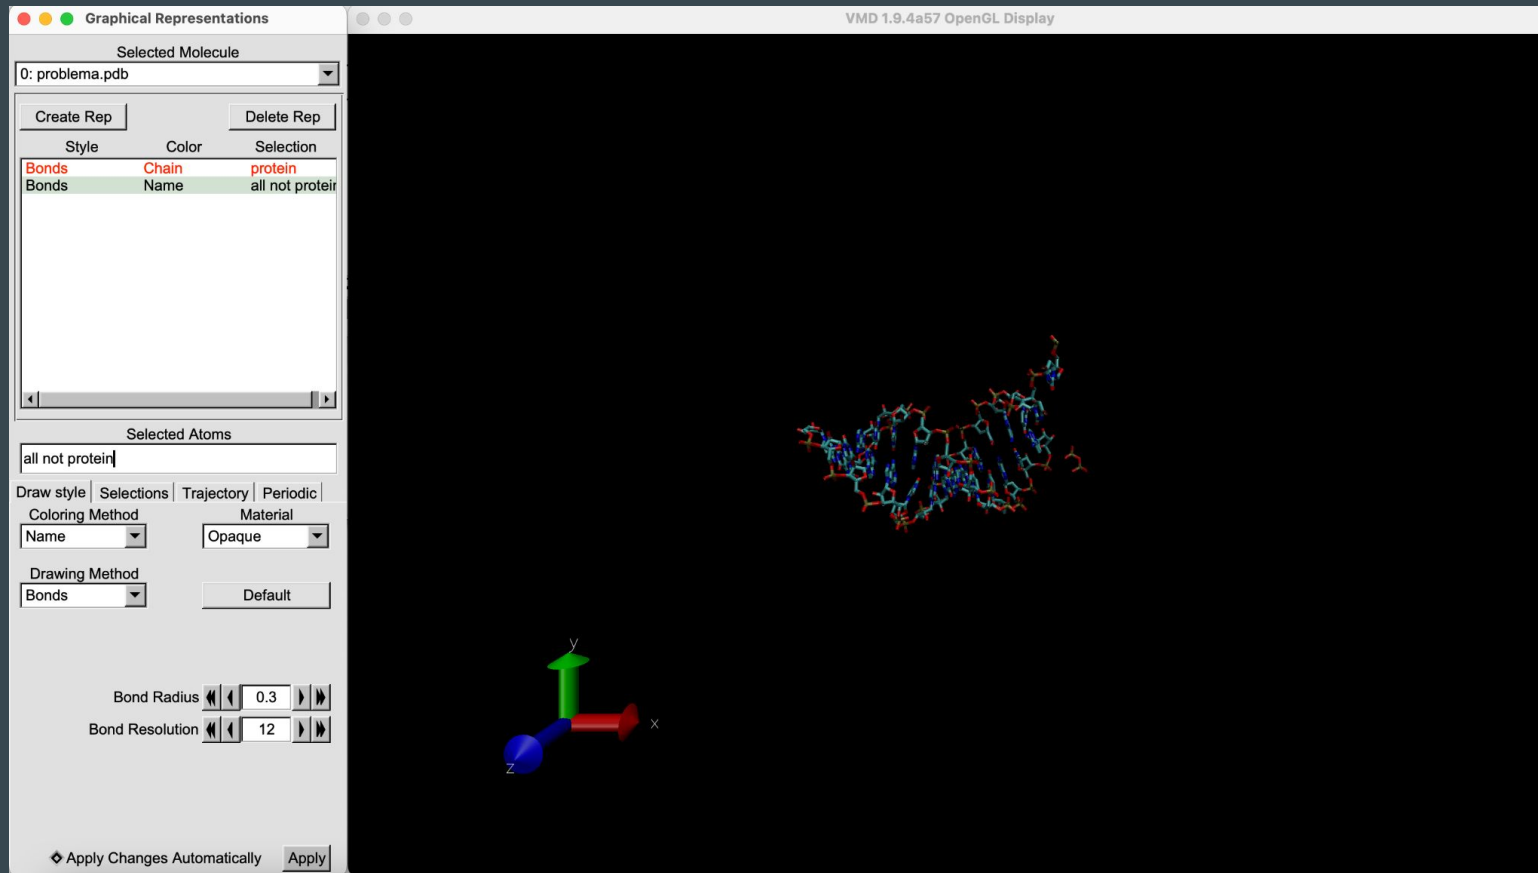 Graphical Representations
VMD 1.9.4a57 OpenGL Display
Selected Molecule
0: problema.pdb
Create Rep
Delete Rep
Style Color Selection
Bonds Chain protein
Bonds Name all not protein
Selected Atoms
all not protein
Draw style Selections Trajectory Periodic
Coloring Method Material
Name Opaque
Drawing Method
Bonds Default
Bond Radius 0.3
Bond Resolution 12
Apply Changes Automatically Apply
y
x
z